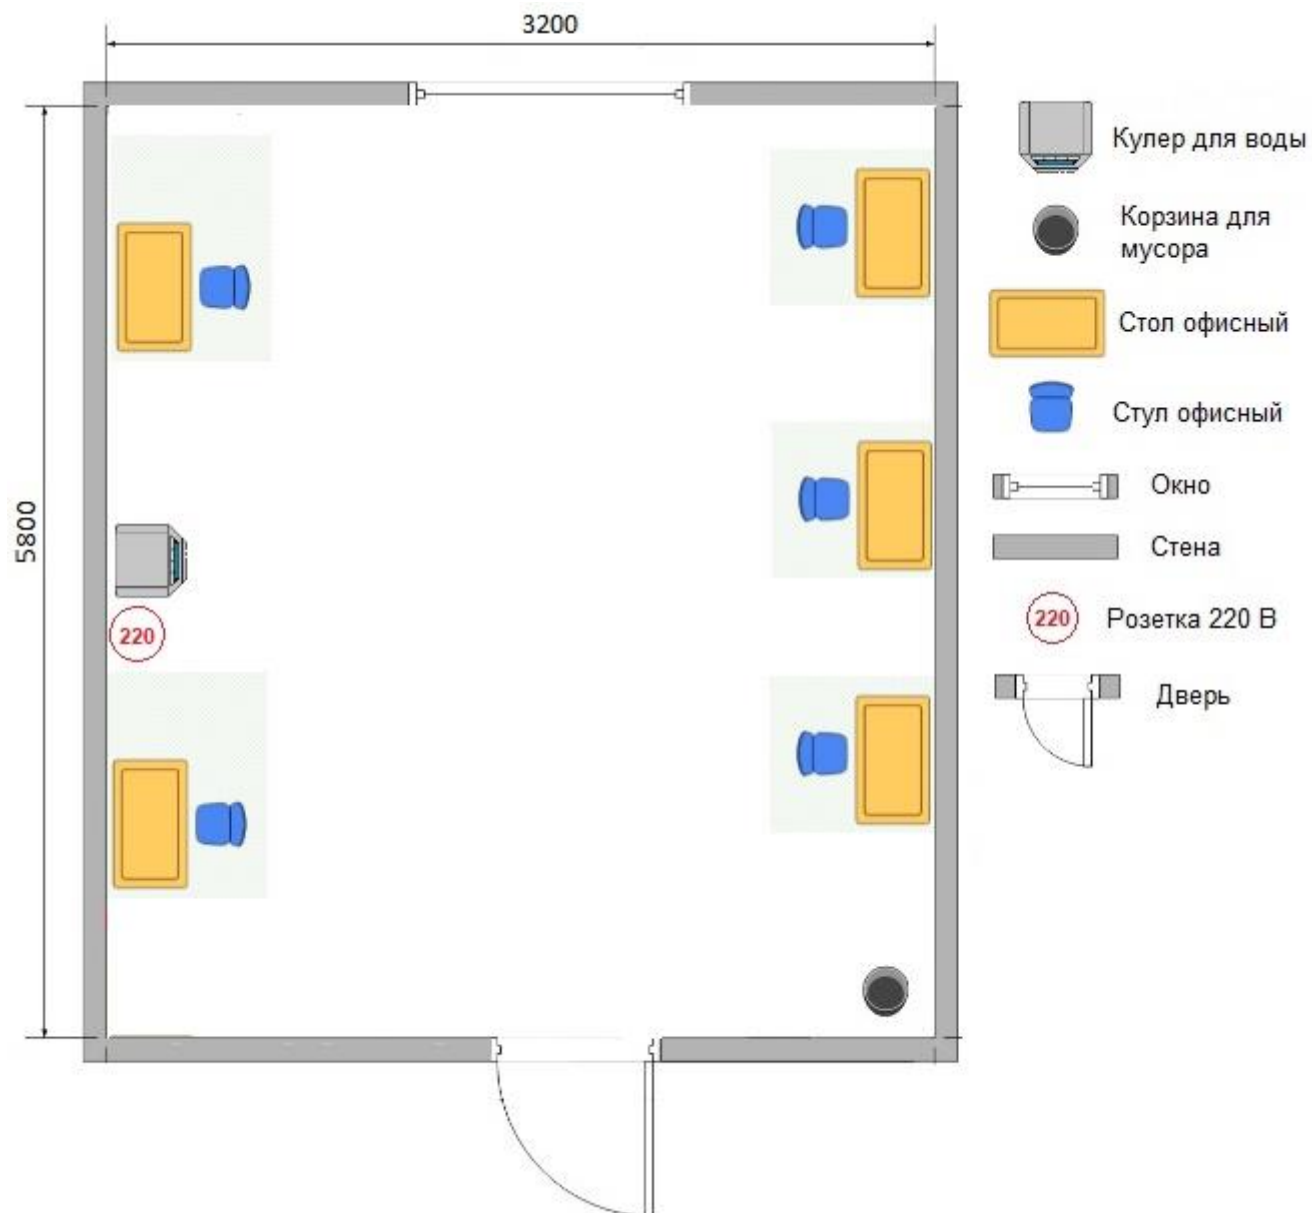 3200
5800
220
Кулер для воды
Корзина для
мусора
Стол офисный
Стул офисный
Окно
Стена
220
Розетка 220 В
Дверь